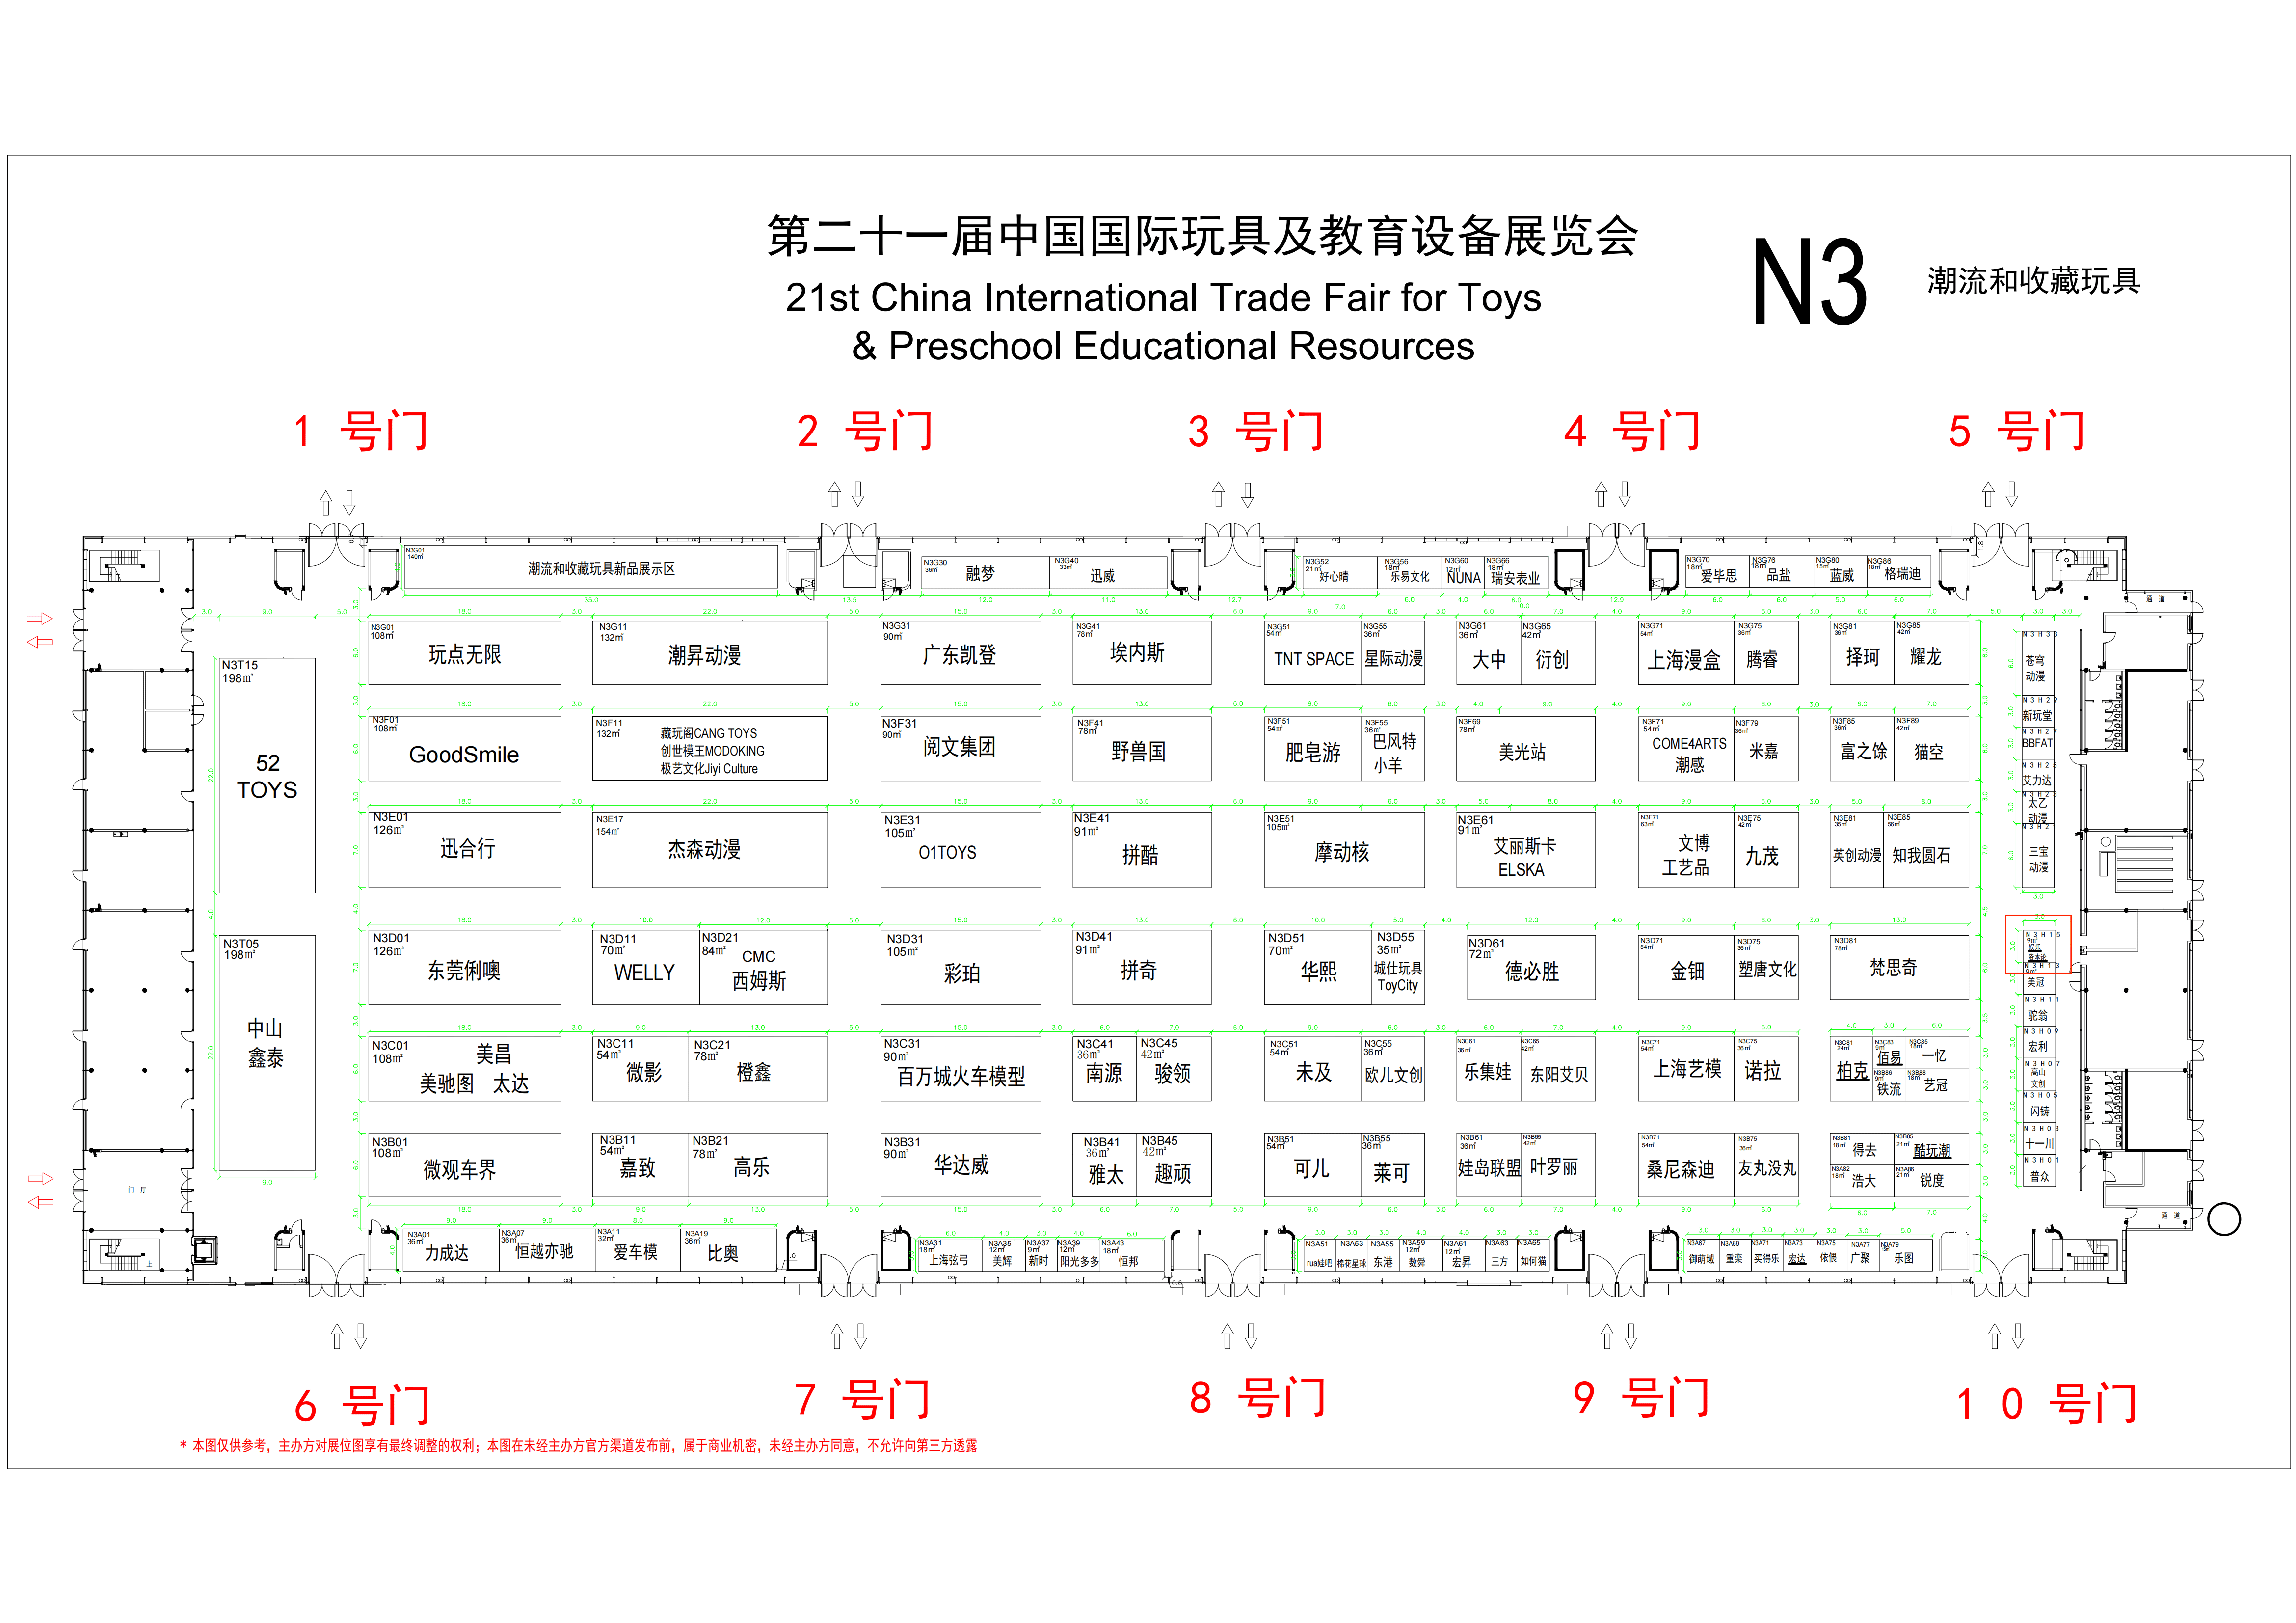 第二十一届中国国际玩具及教育设备展览会
21st China International Trade Fair for Toys
& Preschool Educational Resources
N3
潮流和收藏玩具
1 号门
2 号门
3 号门
4 号门
5 号门
N3G01
140㎡
潮流和收藏玩具新品展示区
N3G30
36㎡
融梦
N3G40
33㎡
迅威
N3G52
21㎡
好心晴
N3G56
18㎡
乐易文化
N3G60
12㎡
NUNA
N3G66
18㎡
瑞安表业
N3G70
18㎡
爱毕思
N3G76
18㎡
品盐
N3G80
15㎡
蓝威
N3G86
18㎡
格瑞迪
通 道
N3T15
198㎡
52
TOYS
N3T05
198㎡
中山
鑫泰
N3G01
108㎡
玩点无限
N3G11
132㎡
潮昇动漫
N3G31
90㎡
广东凯登
N3G41
78㎡
埃内斯
N3G51
54㎡
TNT SPACE
N3G55
36㎡
星际动漫
N3G61
36㎡
大中
N3G65
42㎡
衍创
N3G71
54㎡
上海漫盒
N3G75
36㎡
腾睿
N3G81
36㎡
择珂
N3G85
42㎡
耀龙
N3F01
108㎡
GoodSmile
N3F11
132㎡
藏玩阁CANG TOYS
创世模王MODOKING
极艺文化Jiyi Culture
N3F31
90㎡
阅文集团
N3F41
78㎡
野兽国
N3F51
54㎡
肥皂游
N3F55
36㎡
巴风特
小羊
N3F69
78㎡
美光站
N3F71
54㎡
COME4ARTS
潮感
N3F79
36㎡
米嘉
N3F85
36㎡
富之馀
N3F89
42㎡
猫空
N3E01
126㎡
迅合行
N3E17
154㎡
杰森动漫
N3E31
105㎡
O1TOYS
N3E41
91㎡
拼酷
N3E51
105㎡
摩动核
N3E61
91㎡
艾丽斯卡
ELSKA
N3E71
63㎡
文博
工艺品
N3E75
42㎡
九茂
N3E81
35㎡
英创动漫
N3E85
56㎡
知我圆石
N3D01
126㎡
东莞俐噢
N3D11
70㎡
WELLY
N3D21
84㎡
CMC
西姆斯
N3D31
105㎡
彩珀
N3D41
91㎡
拼奇
N3D51
70㎡
华熙
N3D55
35㎡
城仕玩具
ToyCity
N3D61
72㎡
德必胜
N3D71
54㎡
金钿
N3D75
36㎡
塑唐文化
N3D81
78㎡
梵思奇
N3C01
108㎡
美昌
美驰图 太达
N3C11
54㎡
微影
N3C21
78㎡
橙鑫
N3C31
90㎡
百万城火车模型
N3C41
36㎡
南源
N3C45
42㎡
骏领
N3C51
54㎡
未及
N3C55
36㎡
欧儿文创
N3C61
36㎡
乐集娃
N3C65
42㎡
东阳艾贝
N3C71
54㎡
上海艺模
N3C75
36㎡
诺拉
N3C81
24㎡
柏克
N3C83
9㎡
佰易
N3C85
18㎡
一忆
N3B86
9㎡
铁流
N3B88
18㎡
艺冠
N3B01
108㎡
微观车界
N3B11
54㎡
嘉致
N3B21
78㎡
高乐
N3B31
90㎡
华达威
N3B41
36㎡
雅太
N3B45
42㎡
趣顽
N3B51
54㎡
可儿
N3B55
36㎡
莱可
N3B61
36㎡
娃岛联盟
N3B65
42㎡
叶罗丽
N3B71
54㎡
桑尼森迪
N3B75
36㎡
友丸没丸
N3B81
18㎡
得去
N3B85
21㎡
酷玩潮
N3A82
18㎡
浩大
N3A86
21㎡
锐度
N3H33
苍穹
动漫
N3H29
新玩堂
N3H27
BBFAT
N3H25
艾力达
N3H23
太乙
动漫
N3H21
三宝
动漫
N3H15
9㎡
娱乐
资本论
N3H13
9㎡
美冠
N3H11
驼翁
N3H09
宏利
N3H07
高山
文创
N3H05
闪铸
N3H03
十一川
N3H01
普众
门 厅
上
通 道
N3A01
36㎡
力成达
N3A07
36㎡
恒越亦驰
N3A11
32㎡
爱车模
N3A19
36㎡
比奥
N3A31
18㎡
上海弦弓
N3A35
12㎡
美辉
N3A37
9㎡
新时
N3A39
12㎡
阳光多多
N3A43
18㎡
恒邦
N3A51
rua娃吧
N3A53
棉花星球
N3A55
东港
N3A59
12㎡
数舜
N3A61
12㎡
宏昇
N3A63
三方
N3A65
如何猫
N3A67
御萌域
N3A69
重栾
N3A71
买得乐
N3A73
宏达
N3A75
依偎
N3A77
广聚
N3A79
乐图
6 号门
7 号门
8 号门
9 号门
10 号门
* 本图仅供参考，主办方对展位图享有最终调整的权利；本图在未经主办方官方渠道发布前，属于商业机密，未经主办方同意，不允许向第三方透露